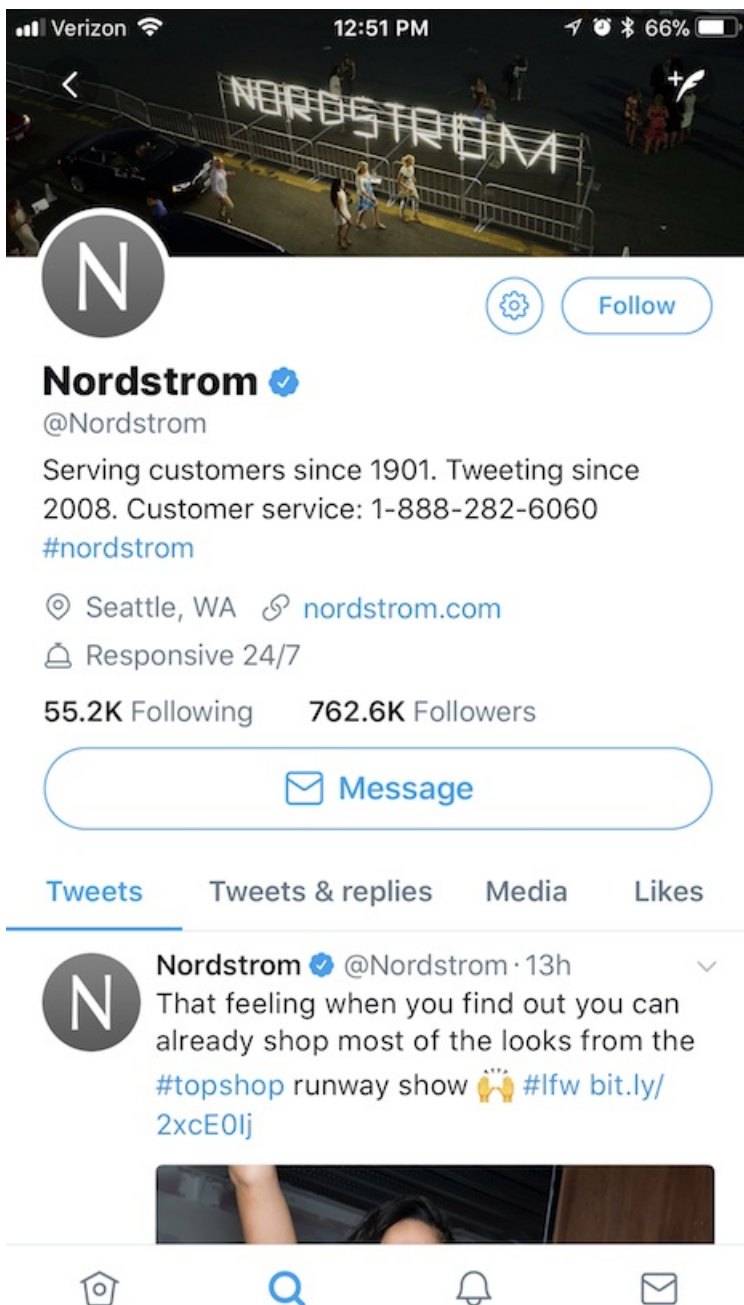 Verizon 12:51 PM 66%
NORDSTROM
N
Follow
Nordstrom
@Nordstrom
Serving customers since 1901. Tweeting since
2008. Customer service: 1-888-282-6060
#nordstrom
Seattle, WA nordstrom.com
Responsive 24/7
55.2K Following 762.6K Followers
Message
Tweets Tweets & replies Media Likes
N
Nordstrom @Nordstrom · 13h
That feeling when you find out you can
already shop most of the looks from the
#topshop runway show 🙌 #lfw bit.ly/
2xcE0Ij